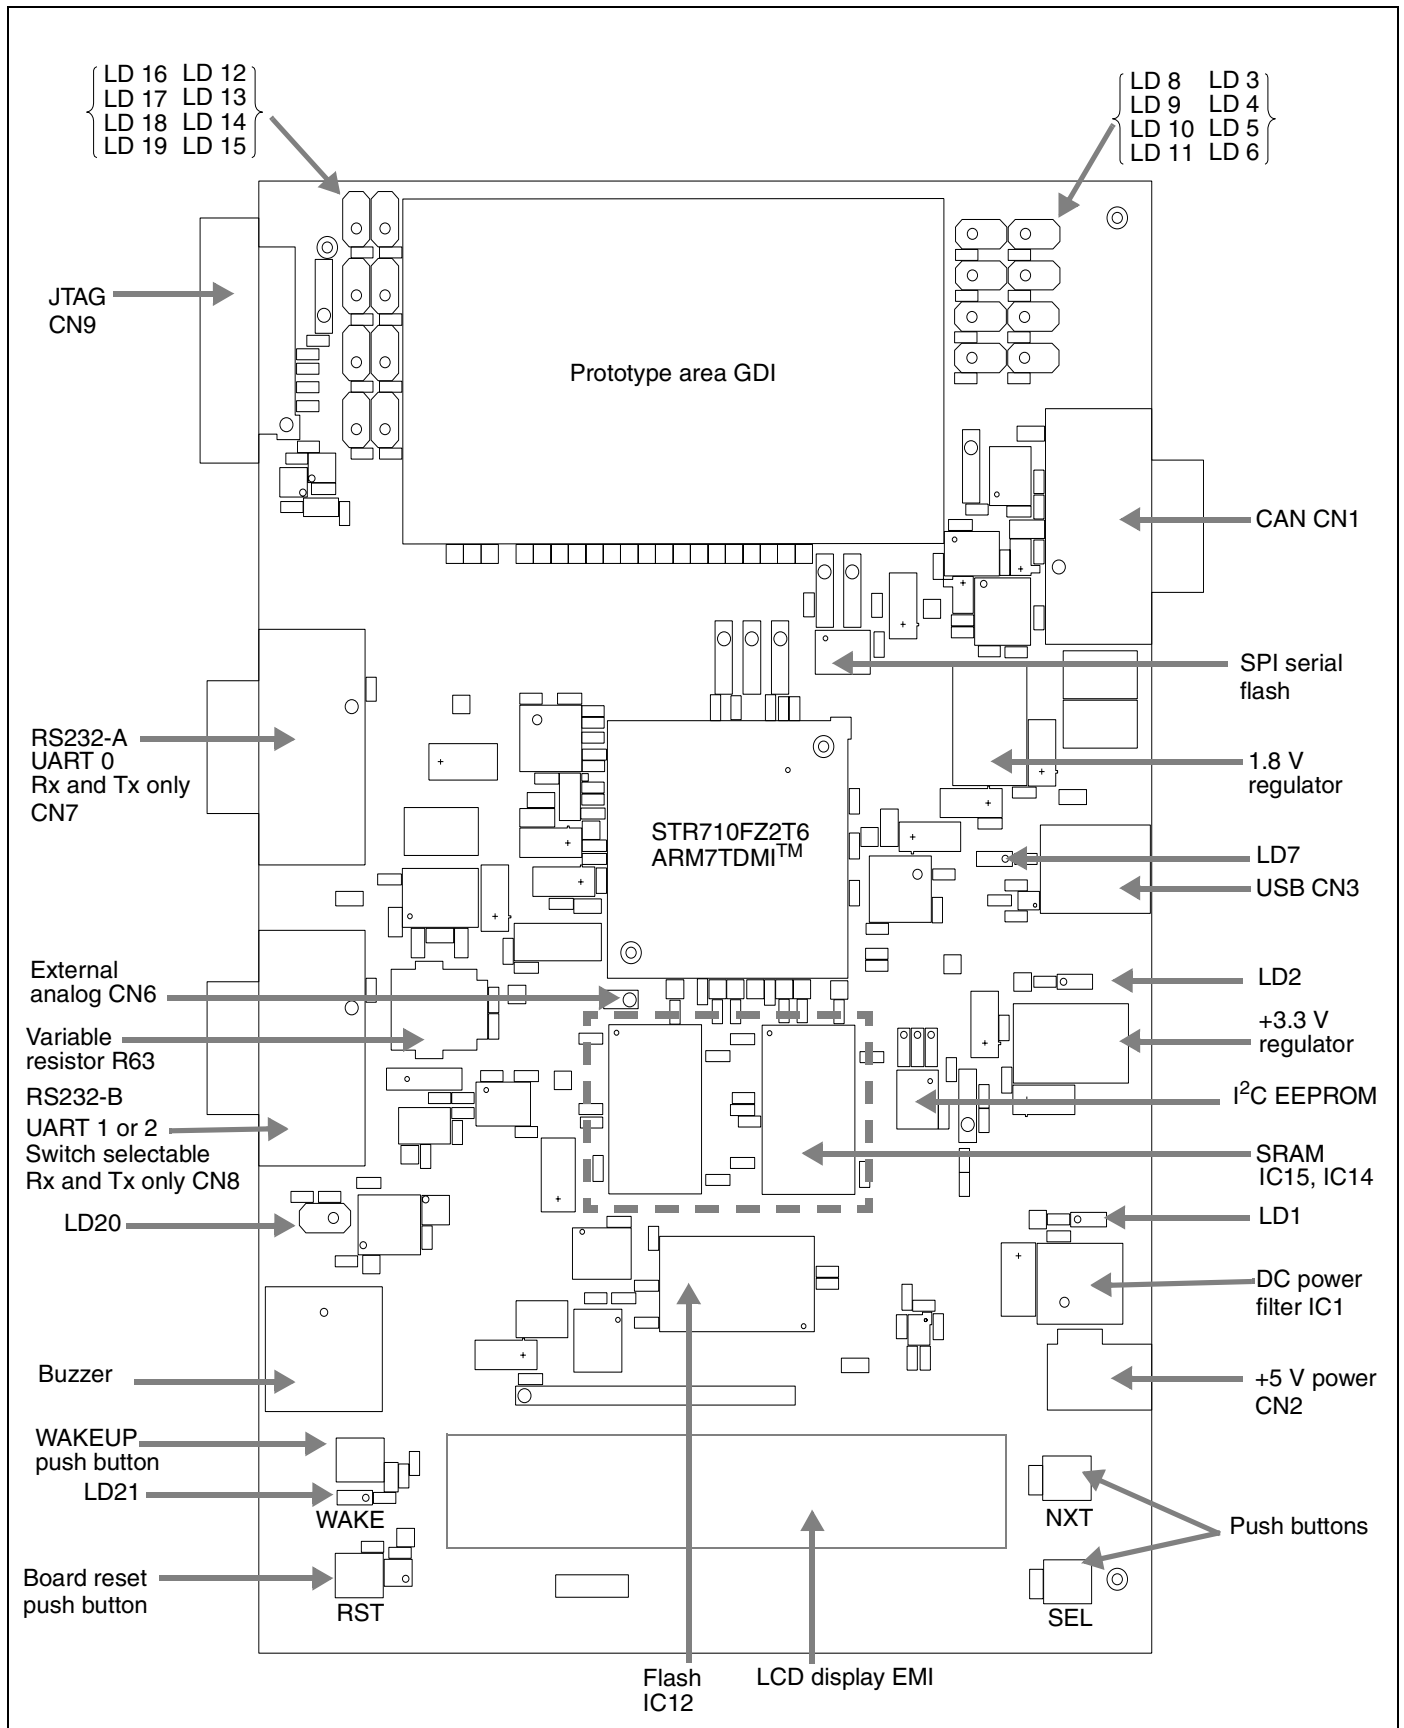 LD 16 LD 12
LD 17 LD 13
LD 18 LD 14
LD 19 LD 15
LD 8 LD 3
LD 9 LD 4
LD 10 LD 5
LD 11 LD 6
JTAG
CN9
Prototype area GDI
CAN CN1
SPI serial
flash
RS232-A
UART 0
Rx and Tx only
CN7
1.8 V
regulator
STR710FZ2T6
ARM7TDMI™
LD7
USB CN3
External
analog CN6
LD2
Variable
resistor R63
+3.3 V
regulator
RS232-B
UART 1 or 2
Switch selectable
Rx and Tx only CN8
I²C EEPROM
SRAM
IC15, IC14
LD20
LD1
DC power
filter IC1
Buzzer
+5 V power
CN2
WAKEUP
push button
LD21
WAKE
NXT
Push buttons
Board reset
push button
RST
SEL
Flash
IC12
LCD display EMI